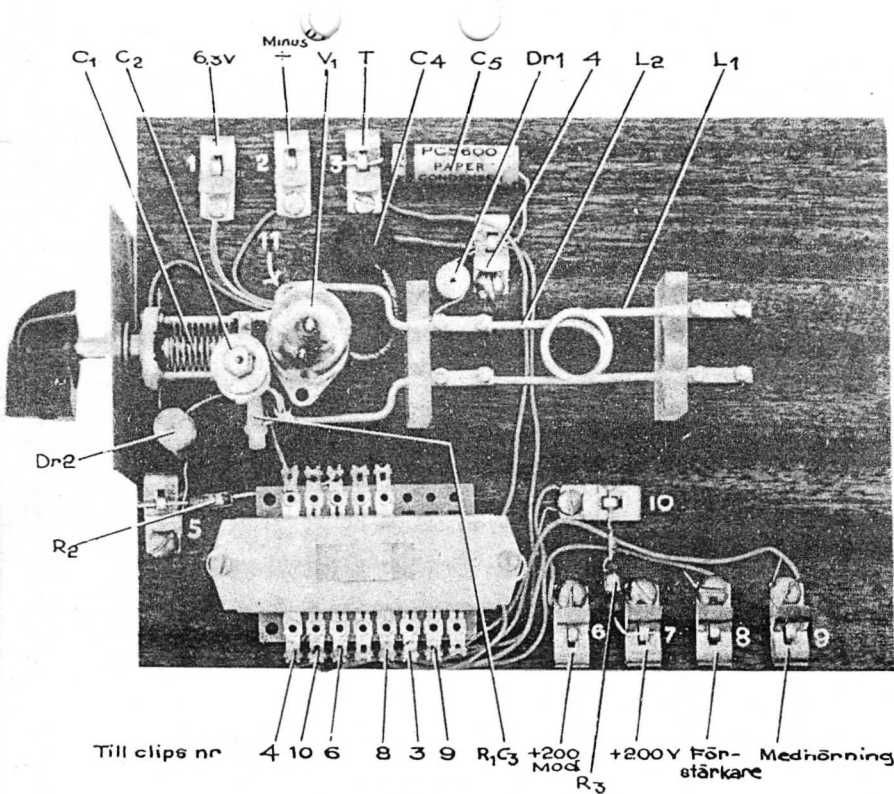 Minus
C1 C2 6,3V ÷ V1 T C4 C5 Dr1 4 L2 L1
PC5600
PAPER
1 2 3
11
Dr2
10
R2 5
6 7 8 9
Till clips nr 4 10 6 8 3 9 R1C3 +200 +200V För- Medhörning
Mod stärkare
R3